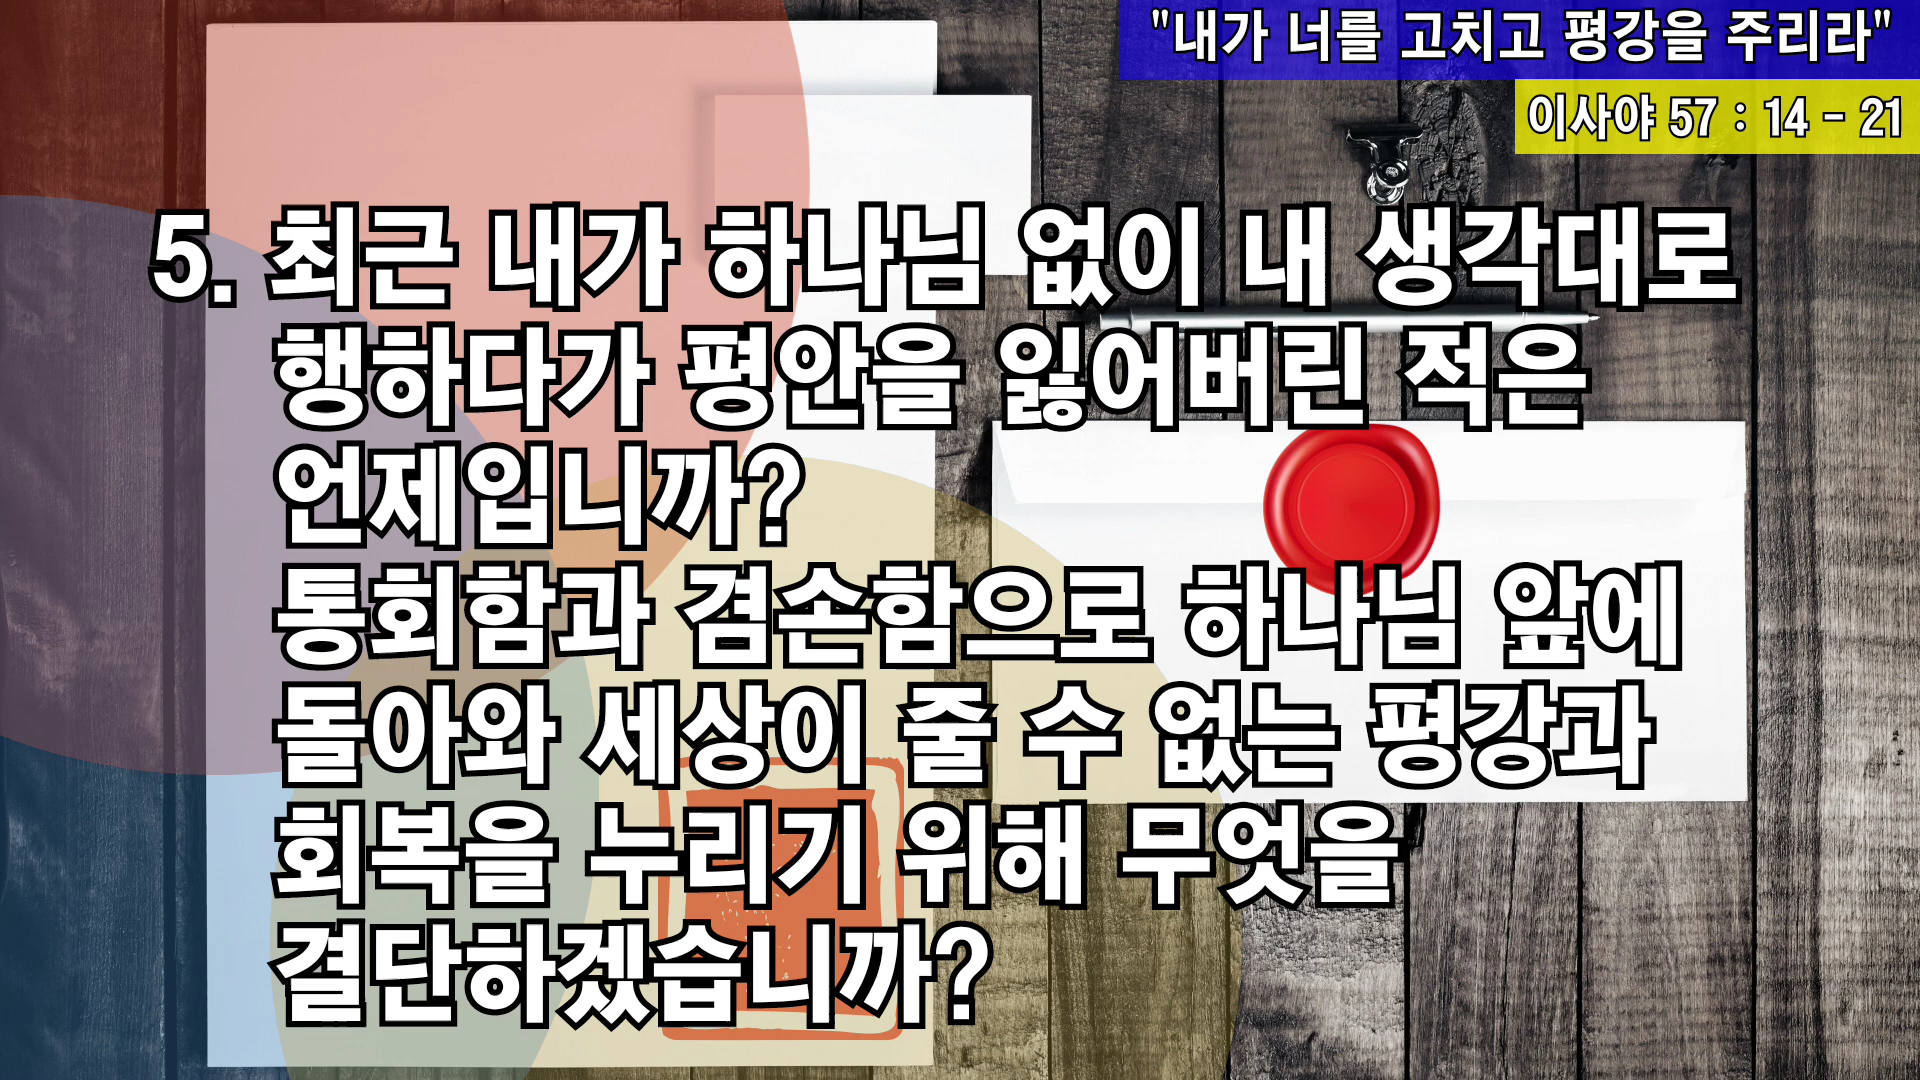 "내가 너를 고치고 평강을 주리라"
이사야 57 : 14 - 21
5. 최근 내가 하나님 없이 내 생각대로
행하다가 평안을 잃어버린 적은
언제입니까?
통회함과 겸손함으로 하나님 앞에
돌아와 세상이 줄 수 없는 평강과
회복을 누리기 위해 무엇을
결단하겠습니까?